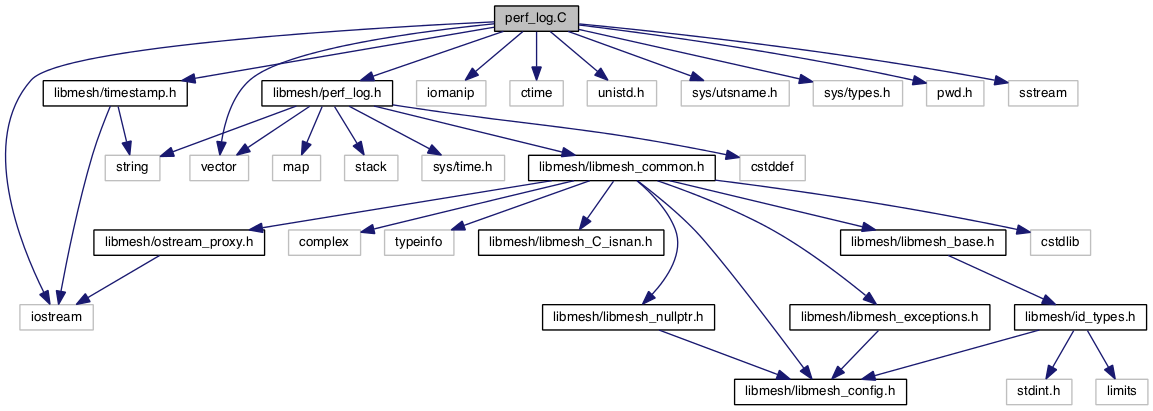 perf_log.C
libmesh/timestamp.h
libmesh/perf_log.h
iomanip
ctime
unistd.h
sys/utsname.h
sys/types.h
pwd.h
sstream
string
vector
map
stack
sys/time.h
libmesh/libmesh_common.h
cstddef
libmesh/ostream_proxy.h
complex
typeinfo
libmesh/libmesh_C_isnan.h
libmesh/libmesh_base.h
cstdlib
iostream
libmesh/libmesh_nullptr.h
libmesh/libmesh_exceptions.h
libmesh/id_types.h
libmesh/libmesh_config.h
stdint.h
limits